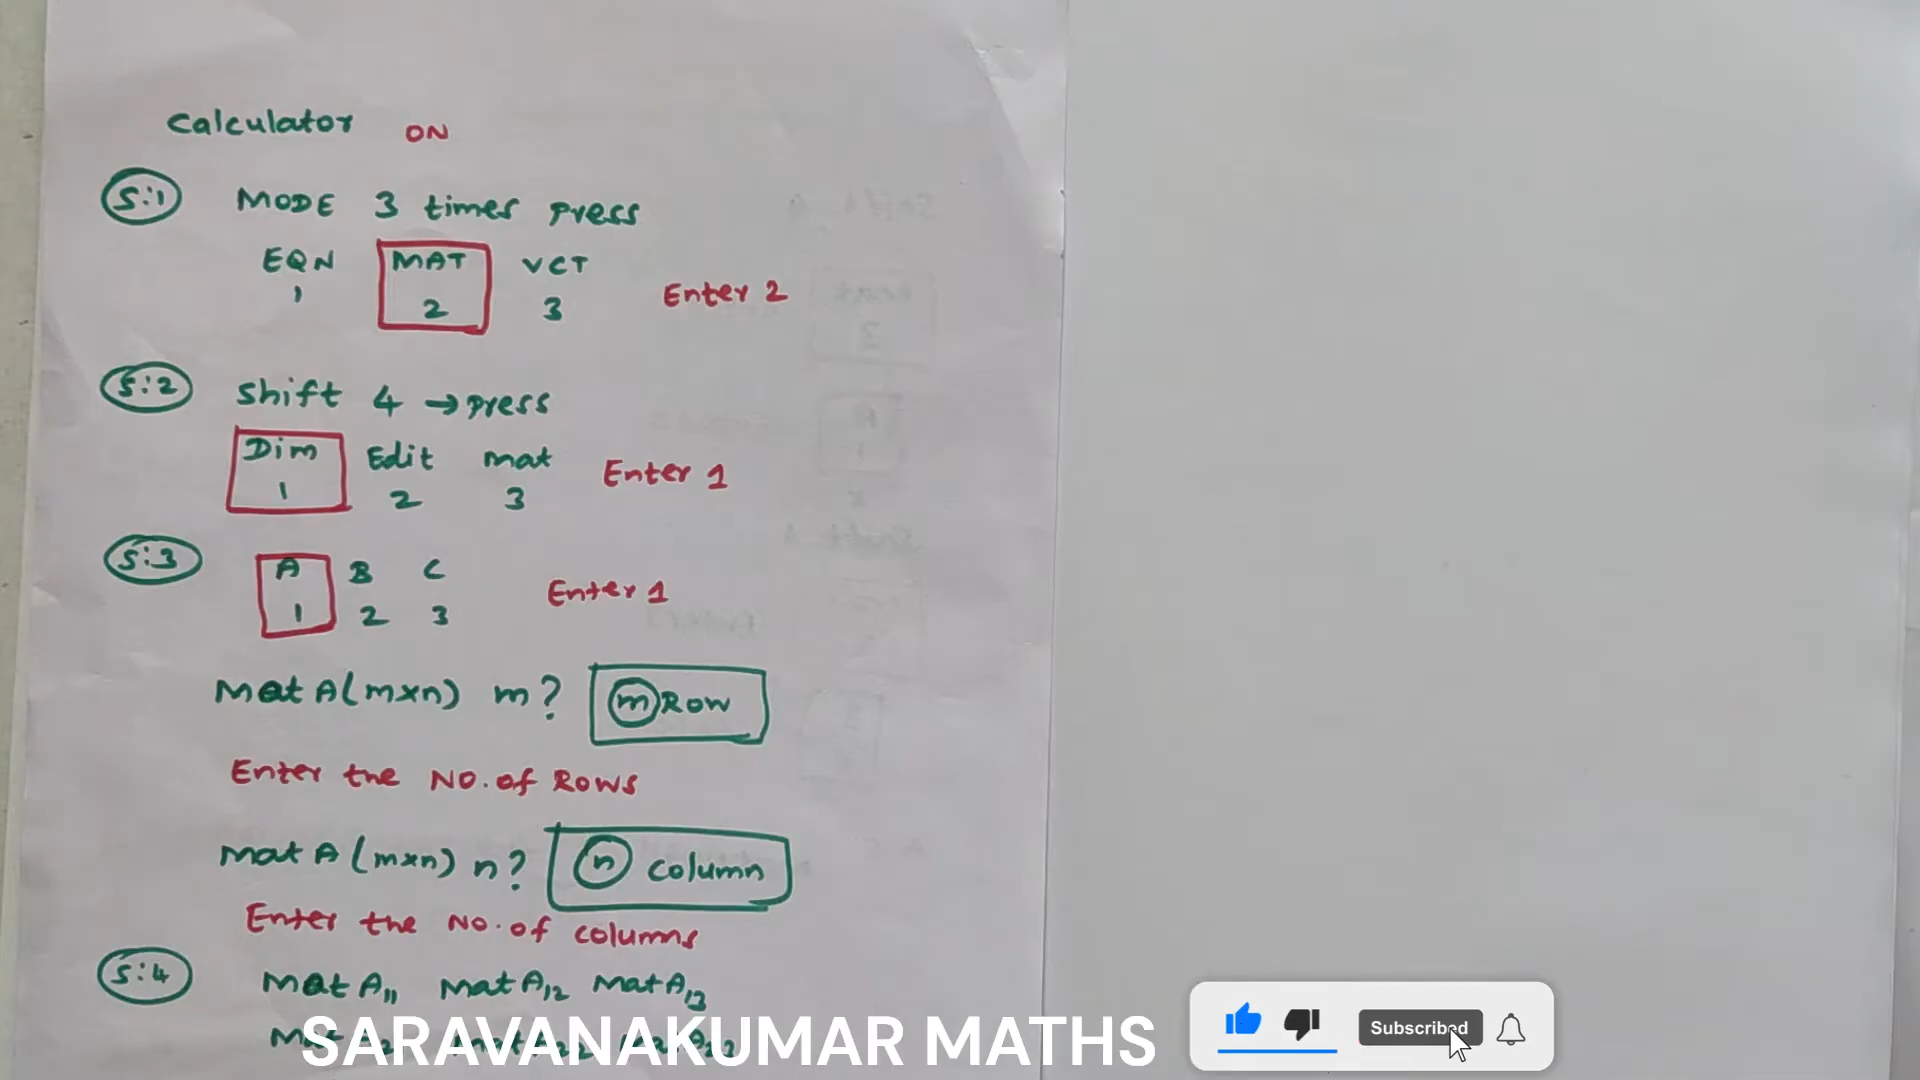 Calculator ON
S:1 MODE 3 times press
EQN MAT VCT
1 2 3 Enter 2
S:2 Shift 4 → press
Dim Edit mat
1 2 3 Enter 1
S:3 A B C
1 2 3 Enter 1
Mat A(m×n) m? m Row
Enter the NO. of Rows
Mat A (m×n) n? n column
Enter the NO. of columns
S:4 Mat A11 Mat A12 Mat A13
SARAVANAKUMAR MATHS
Subscribed